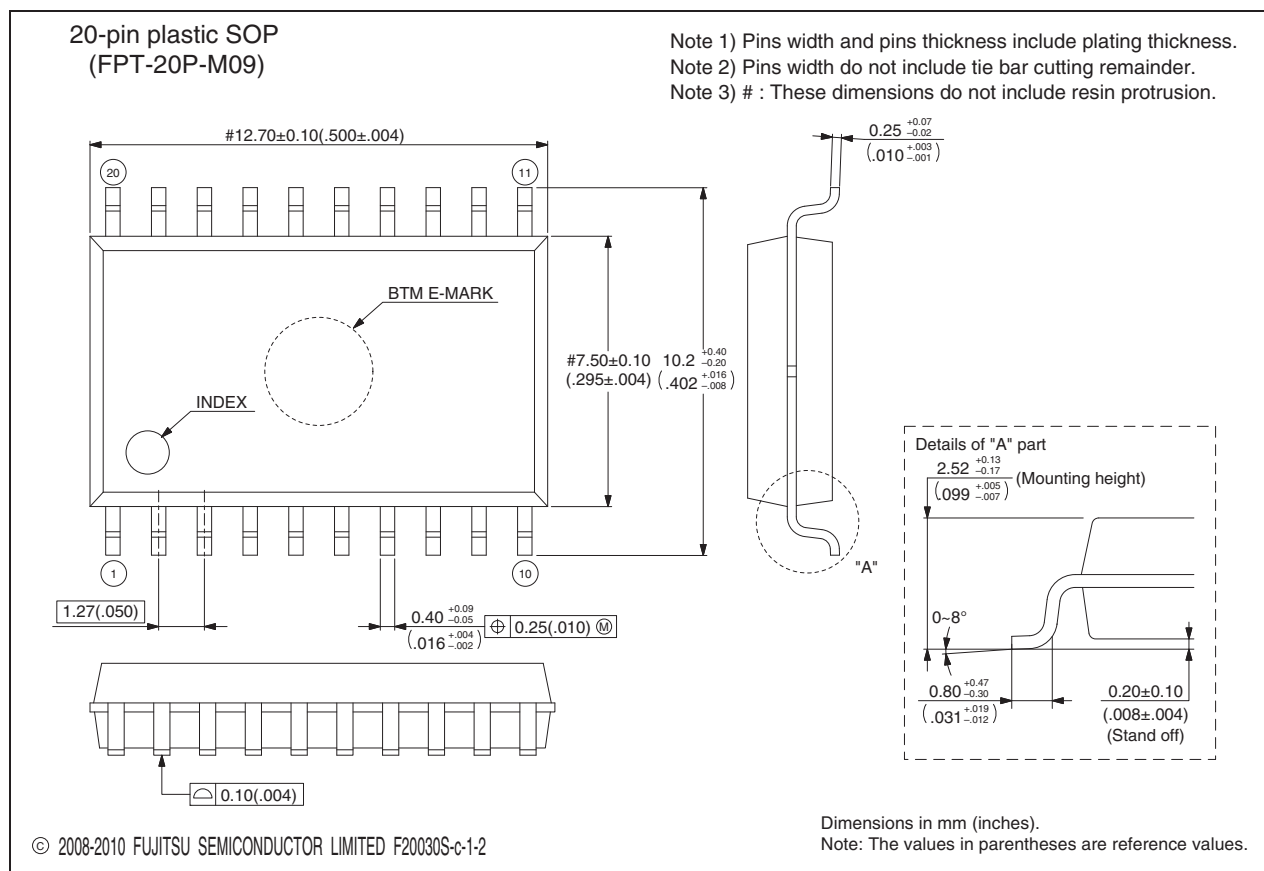 20-pin plastic SOP
(FPT-20P-M09)
Note 1) Pins width and pins thickness include plating thickness.
Note 2) Pins width do not include tie bar cutting remainder.
Note 3) # : These dimensions do not include resin protrusion.
#12.70±0.10(.500±.004)
0.25 +0.07 –0.02
(.010 +.003 –.001)
20
11
BTM E-MARK
#7.50±0.10
(.295±.004)
10.2 +0.40 –0.20
(.402 +.016 –.008)
INDEX
1
10
"A"
1.27(.050)
0.40 +0.09 –0.05
(.016 +.004 –.002)
⌖ 0.25(.010) Ⓜ
Details of "A" part
2.52 +0.13 –0.17
(.099 +.005 –.007)
(Mounting height)
0~8°
0.80 +0.47 –0.30
(.031 +.019 –.012)
0.20±0.10
(.008±.004)
(Stand off)
⌓ 0.10(.004)
© 2008-2010 FUJITSU SEMICONDUCTOR LIMITED F20030S-c-1-2
Dimensions in mm (inches).
Note: The values in parentheses are reference values.